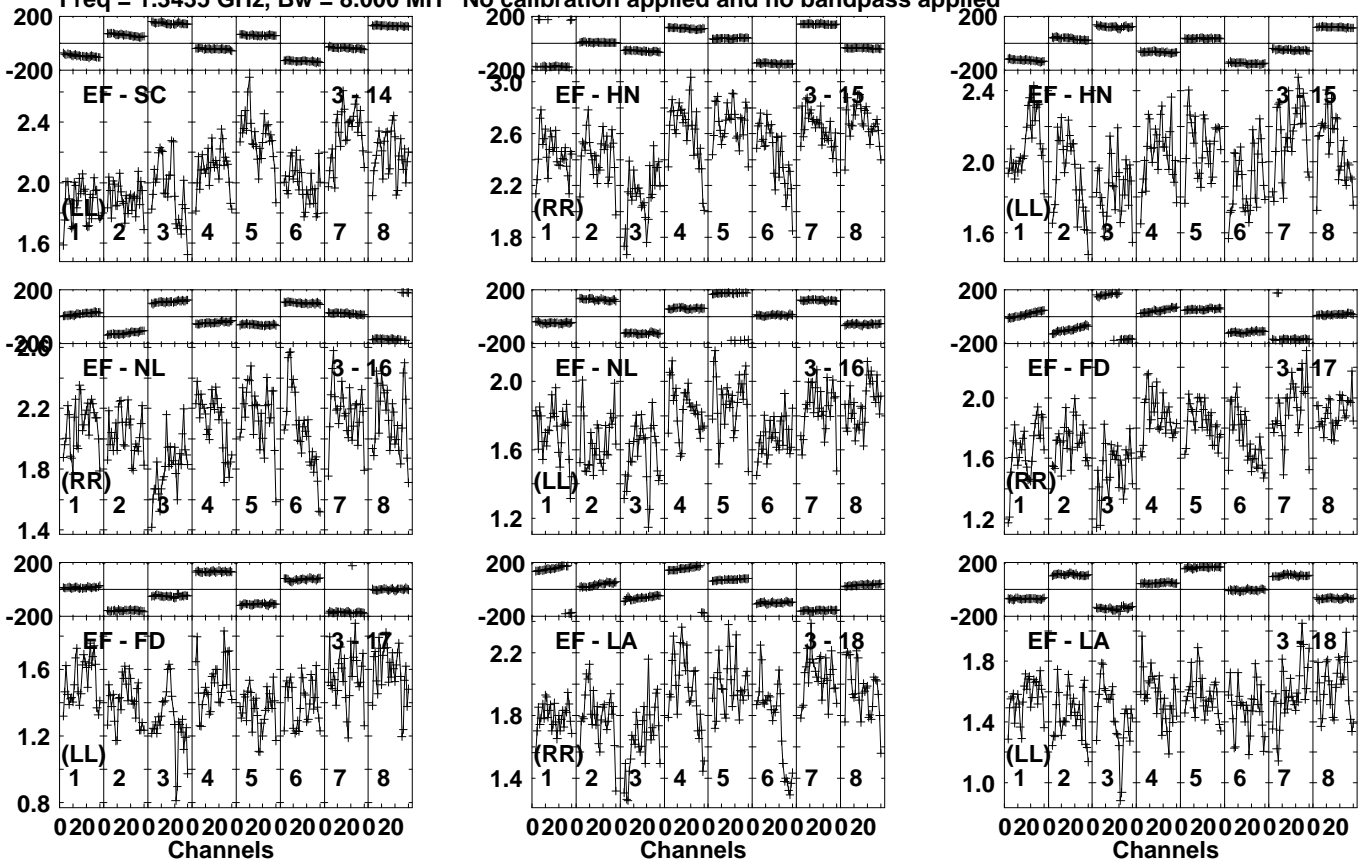 Freq = 1.3435 GHz, Bw = 8.000 MH No calibration applied and no bandpass applied
200 200 200
-200 -200 -200
EF - SC 3 - 14 3.0 EF - HN 3 - 15 2.4 EF - HN 3 - 15
2.4 2.6
2.0 2.2 2.0
(LL) (RR) (LL)
1 2 3 4 5 6 7 8 1 2 3 4 5 6 7 8 1 2 3 4 5 6 7 8
1.6 1.8 1.6
200 200 200
-200 -200 -200
2.6 EF - NL 3 - 16 EF - NL 3 - 16 EF - FD 3 - 17
2.2 2.0 2.0
1.8 1.6 1.6
(RR) (LL) (RR)
1 2 3 4 5 6 7 8 1 2 3 4 5 6 7 8 1 2 3 4 5 6 7 8
1.4 1.2 1.2
200 200 200
-200 -200 -200
EF - FD 3 - 17 EF - LA 3 - 18 EF - LA 3 - 18
1.6 2.2 1.8
1.2 1.8 1.4
(LL) (RR) (LL)
1 2 3 4 5 6 7 8 1 2 3 4 5 6 7 8 1 2 3 4 5 6 7 8
0.8 1.4 1.0
0 20 0 20 0 20 0 20 0 20 0 20 0 20 0 20 0 20 0 20 0 20 0 20 0 20 0 20 0 20 0 20 0 20 0 20 0 20 0 20 0 20 0 20 0 20 0 20
Channels Channels Channels